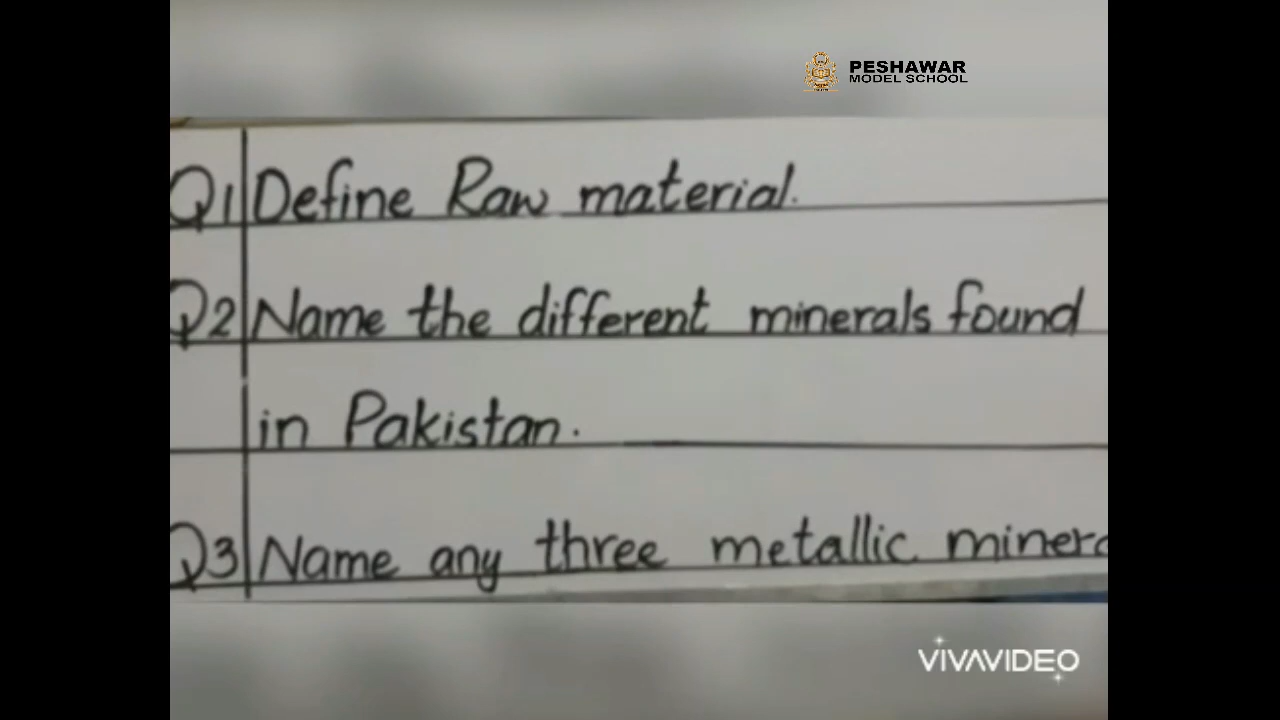 PESHAWAR
MODEL SCHOOL
Q1 Define Raw material.
Q2 Name the different minerals found
in Pakistan.
Q3 Name any three metallic
VIVAVIDEO